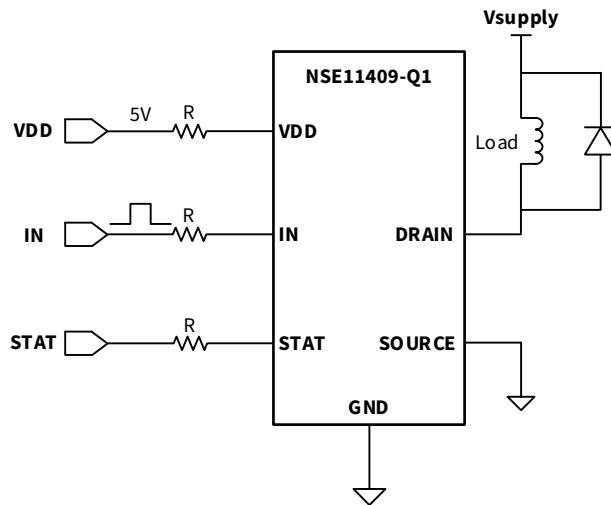 Vsupply
NSE11409-Q1
5V
R
VDD
VDD
Load
R
IN
IN
DRAIN
R
STAT
STAT
SOURCE
GND